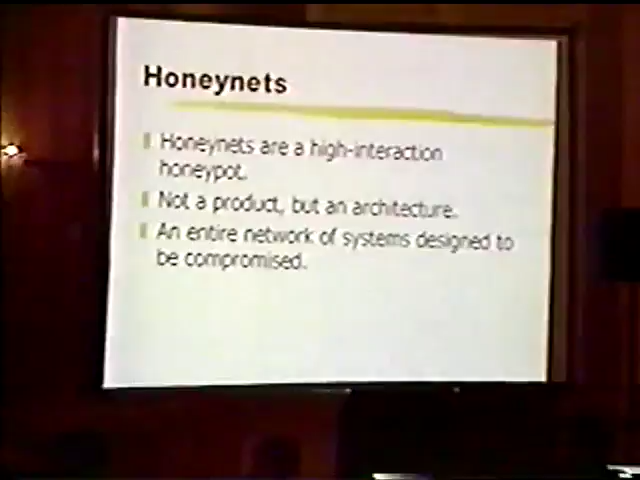 Honeynets
Honeynets are a high-interaction
honeypot.
Not a product, but an architecture.
An entire network of systems designed to
be compromised.